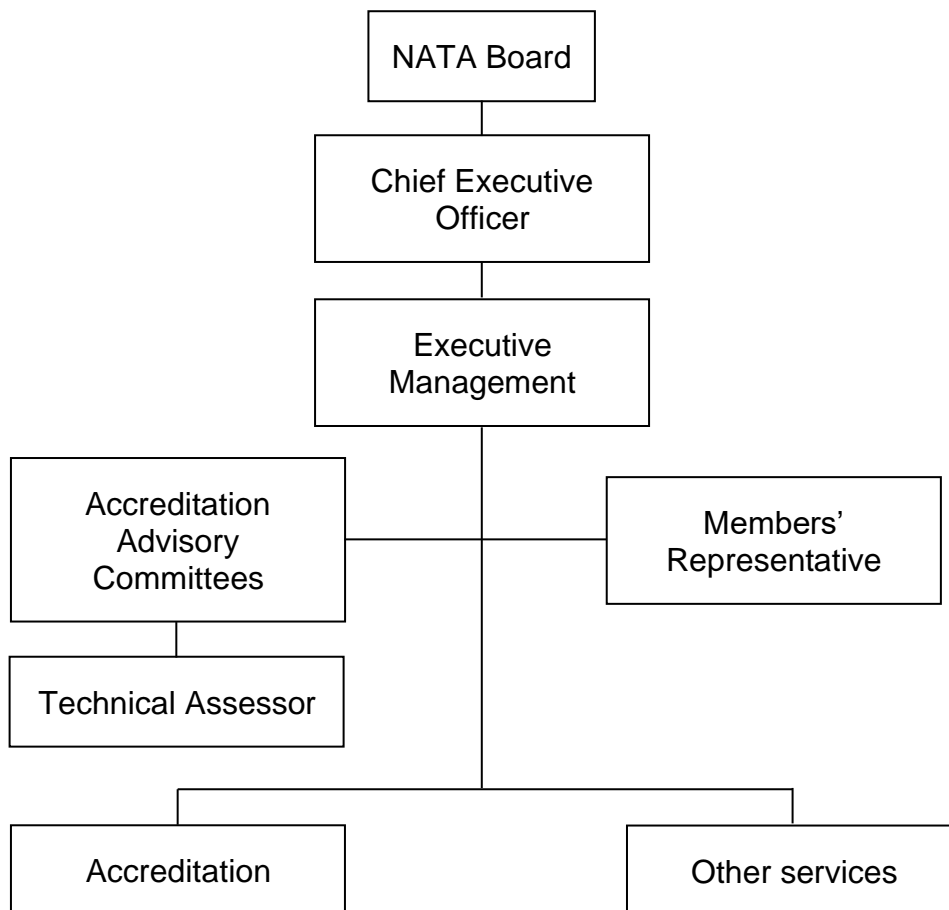 NATA Board
Chief Executive
Officer
Executive
Management
Accreditation
Advisory
Committees
Members’
Representative
Technical Assessor
Accreditation
Other services